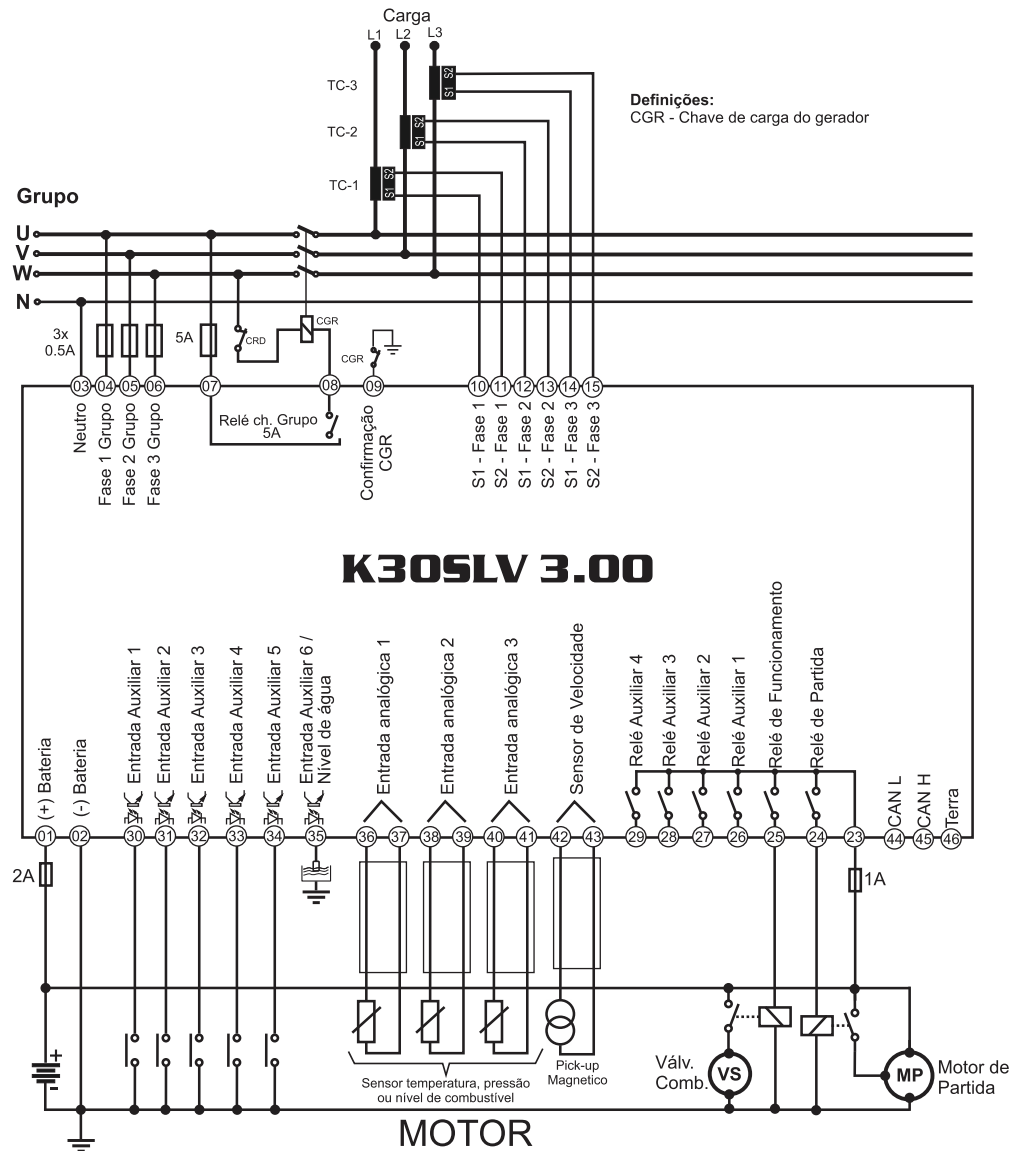 Carga
L1 L2 L3
TC-3
S1 S2
Definições:
CGR - Chave de carga do gerador
TC-2
S1 S2
TC-1
S1 S2
Grupo
U
V
W
N
3x
0.5A
5A
CRD
CGR
CGR
03 04 05 06 07 08 09 10 11 12 13 14 15
Neutro
Fase 1 Grupo
Fase 2 Grupo
Fase 3 Grupo
Relé ch. Grupo
5A
Confirmação
CGR
S1 - Fase 1
S2 - Fase 1
S1 - Fase 2
S2 - Fase 2
S1 - Fase 3
S2 - Fase 3
K30SLV 3.00
(+) Bateria
(-) Bateria
Entrada Auxiliar 1
Entrada Auxiliar 2
Entrada Auxiliar 3
Entrada Auxiliar 4
Entrada Auxiliar 5
Entrada Auxiliar 6 /
Nível de água
Entrada analógica 1
Entrada analógica 2
Entrada analógica 3
Sensor de Velocidade
Relé Auxiliar 4
Relé Auxiliar 3
Relé Auxiliar 2
Relé Auxiliar 1
Relé de Funcionamento
Relé de Partida
CAN L
CAN H
Terra
01 02 30 31 32 33 34 35 36 37 38 39 40 41 42 43 29 28 27 26 25 24 23 44 45 46
2A
1A
+
-
Sensor temperatura, pressão
ou nível de combustível
Pick-up
Magnetico
Válv.
Comb.
VS
MP
Motor de
Partida
MOTOR